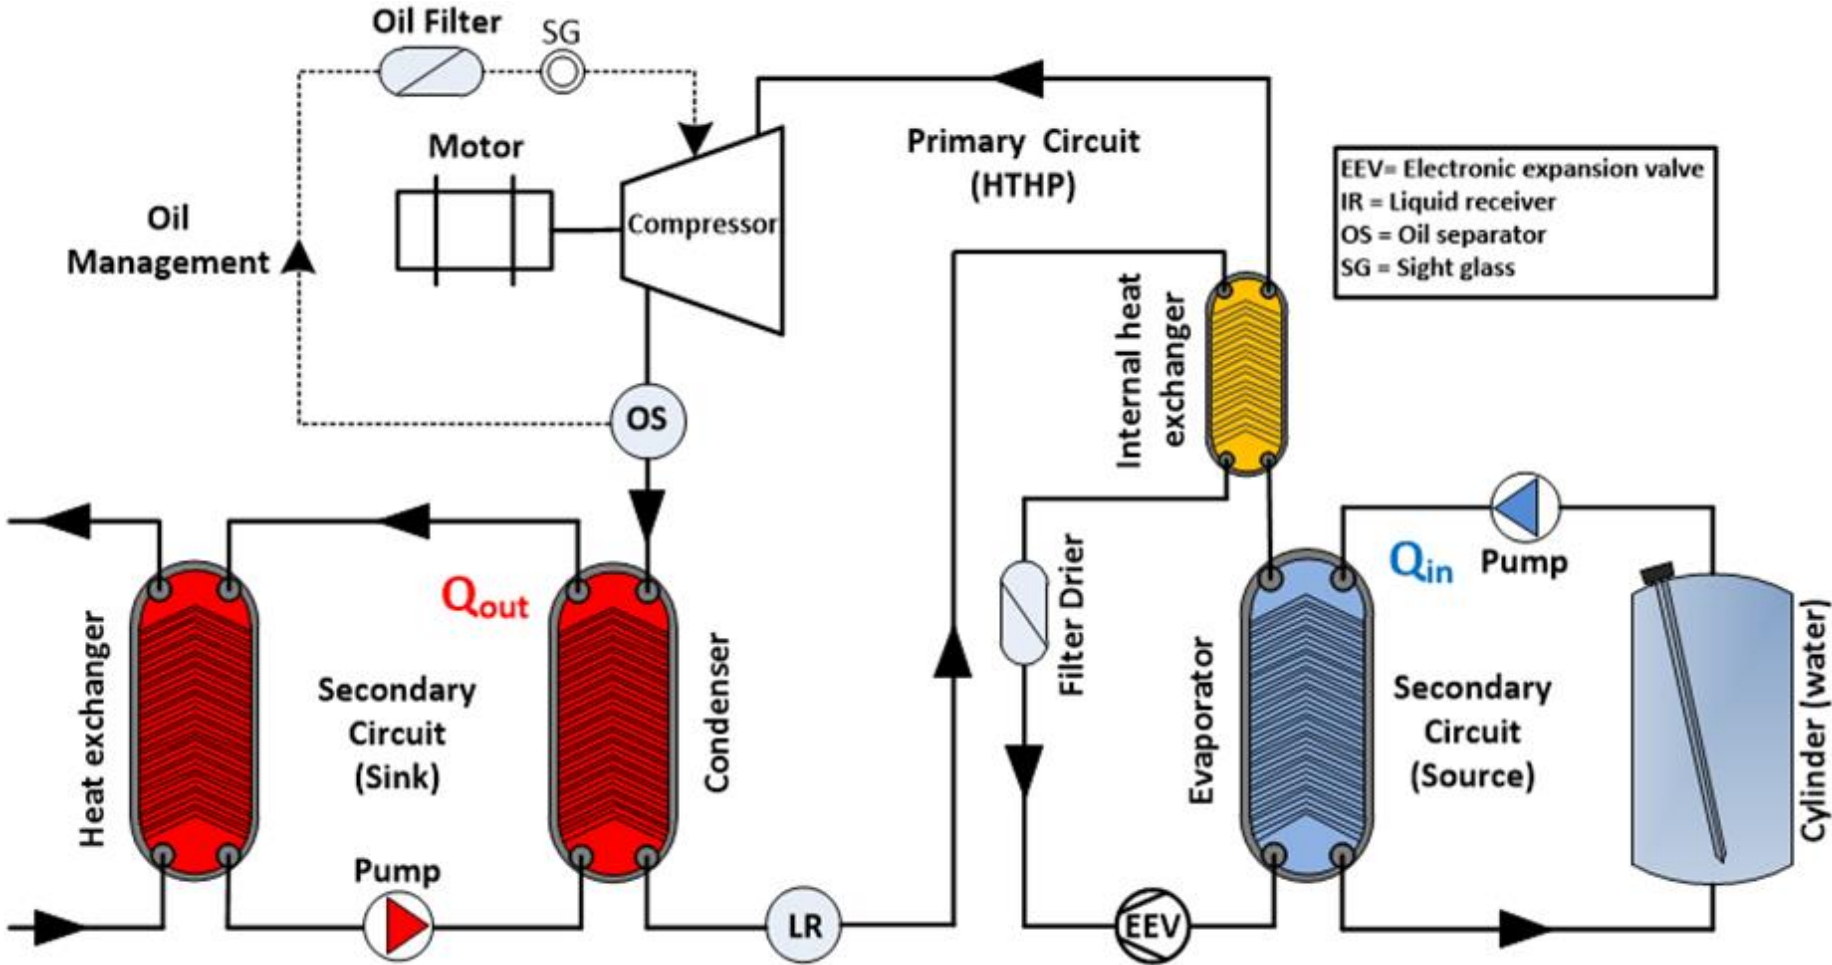 Oil Filter
SG
Motor
Compressor
Oil
Management
Primary Circuit
(HTHP)
EEV= Electronic expansion valve
IR = Liquid receiver
OS = Oil separator
SG = Sight glass
Internal heat
exchanger
OS
Qout
Qin
Pump
Heat exchanger
Secondary
Circuit
(Sink)
Condenser
Filter Drier
Evaporator
Secondary
Circuit
(Source)
Cylinder (water)
Pump
LR
EEV